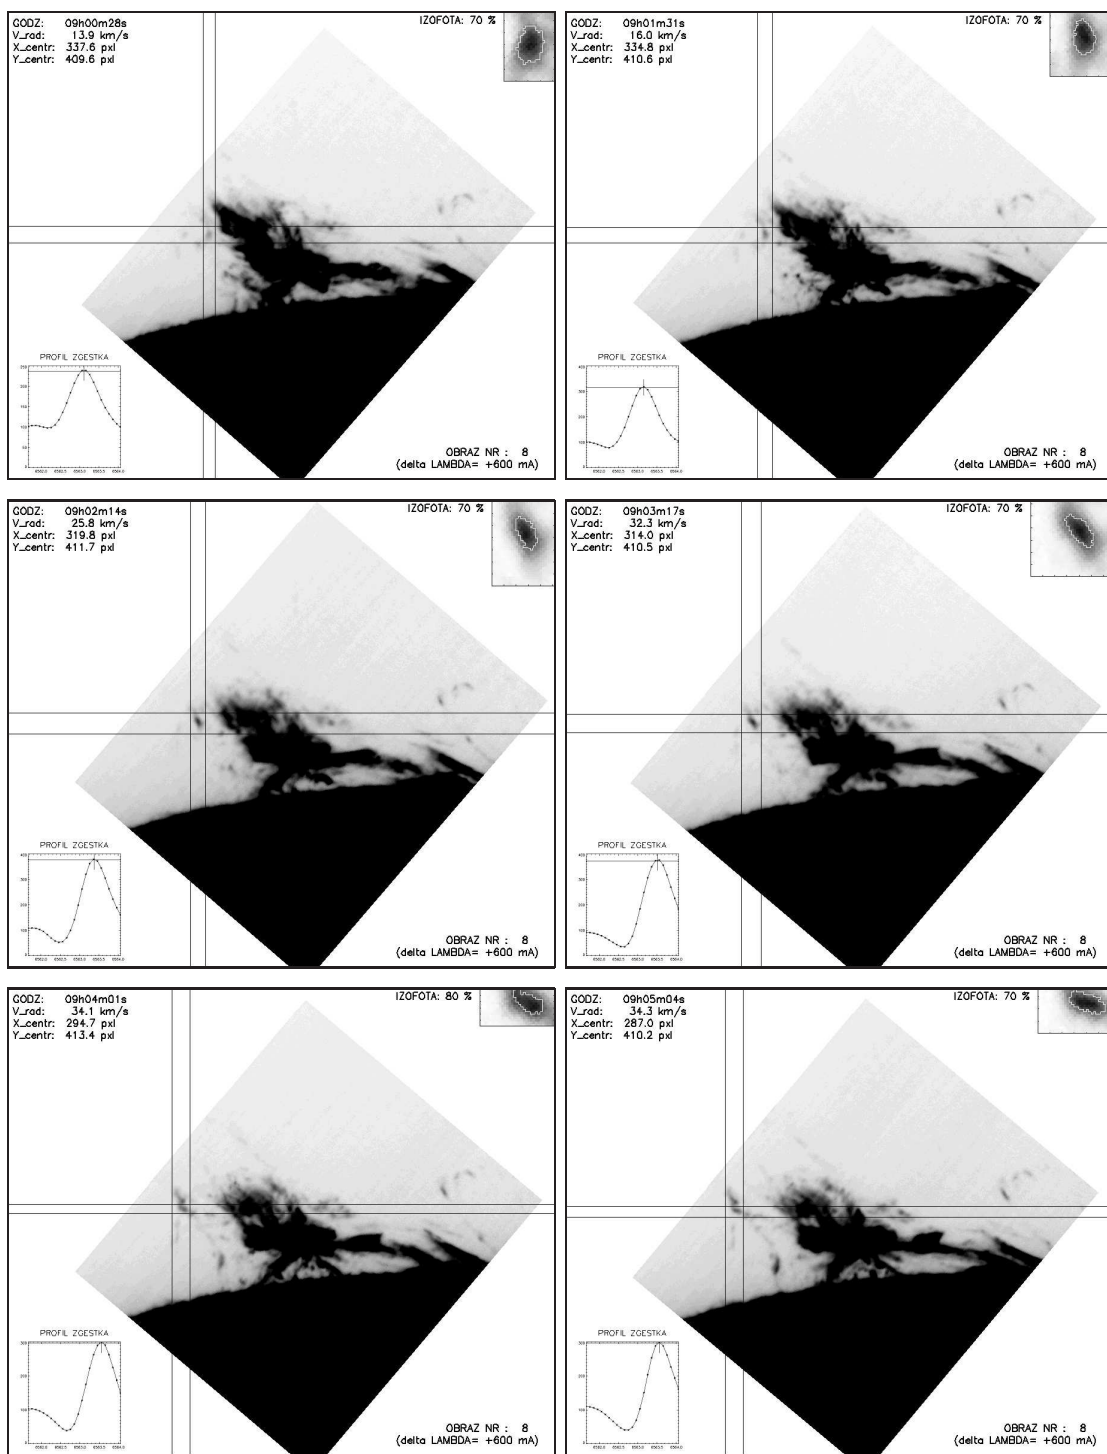 GODZ: 09h00m28s
V_rad: 13.9 km/s
X_centr: 337.6 pxl
Y_centr: 409.6 pxl
IZOFOTA: 70 %
PROFIL ZGESTKA
OBRAZ NR : 8
(delta LAMBDA= +600 mA)
GODZ: 09h01m31s
V_rad: 16.0 km/s
X_centr: 334.8 pxl
Y_centr: 410.6 pxl
IZOFOTA: 70 %
PROFIL ZGESTKA
OBRAZ NR : 8
(delta LAMBDA= +600 mA)
GODZ: 09h02m14s
V_rad: 25.8 km/s
X_centr: 319.8 pxl
Y_centr: 411.7 pxl
IZOFOTA: 70 %
PROFIL ZGESTKA
OBRAZ NR : 8
(delta LAMBDA= +600 mA)
GODZ: 09h03m17s
V_rad: 32.3 km/s
X_centr: 314.0 pxl
Y_centr: 410.5 pxl
IZOFOTA: 70 %
PROFIL ZGESTKA
OBRAZ NR : 8
(delta LAMBDA= +600 mA)
GODZ: 09h04m01s
V_rad: 34.1 km/s
X_centr: 294.7 pxl
Y_centr: 413.4 pxl
IZOFOTA: 80 %
PROFIL ZGESTKA
OBRAZ NR : 8
(delta LAMBDA= +600 mA)
GODZ: 09h05m04s
V_rad: 34.3 km/s
X_centr: 287.0 pxl
Y_centr: 410.2 pxl
IZOFOTA: 70 %
PROFIL ZGESTKA
OBRAZ NR : 8
(delta LAMBDA= +600 mA)